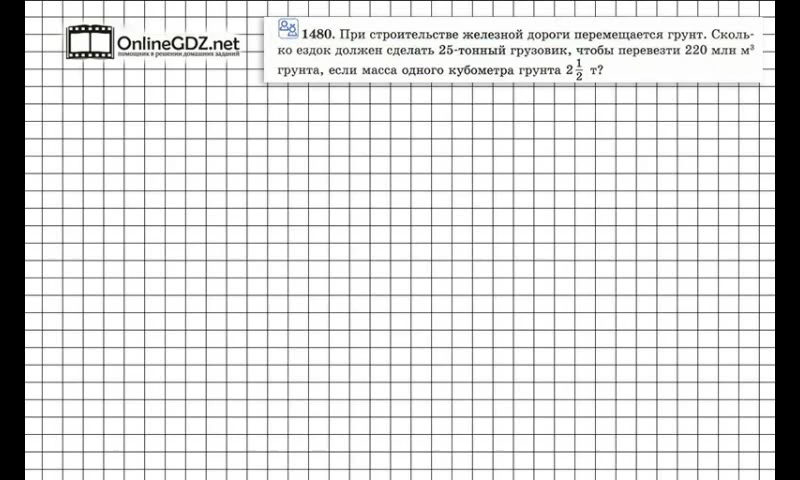 OnlineGDZ.net
помощник в решении домашних заданий
1480. При строительстве железной дороги перемещается грунт. Сколь-
ко ездок должен сделать 25-тонный грузовик, чтобы перевезти 220 млн м³
грунта, если масса одного кубометра грунта 2 1/2 т?